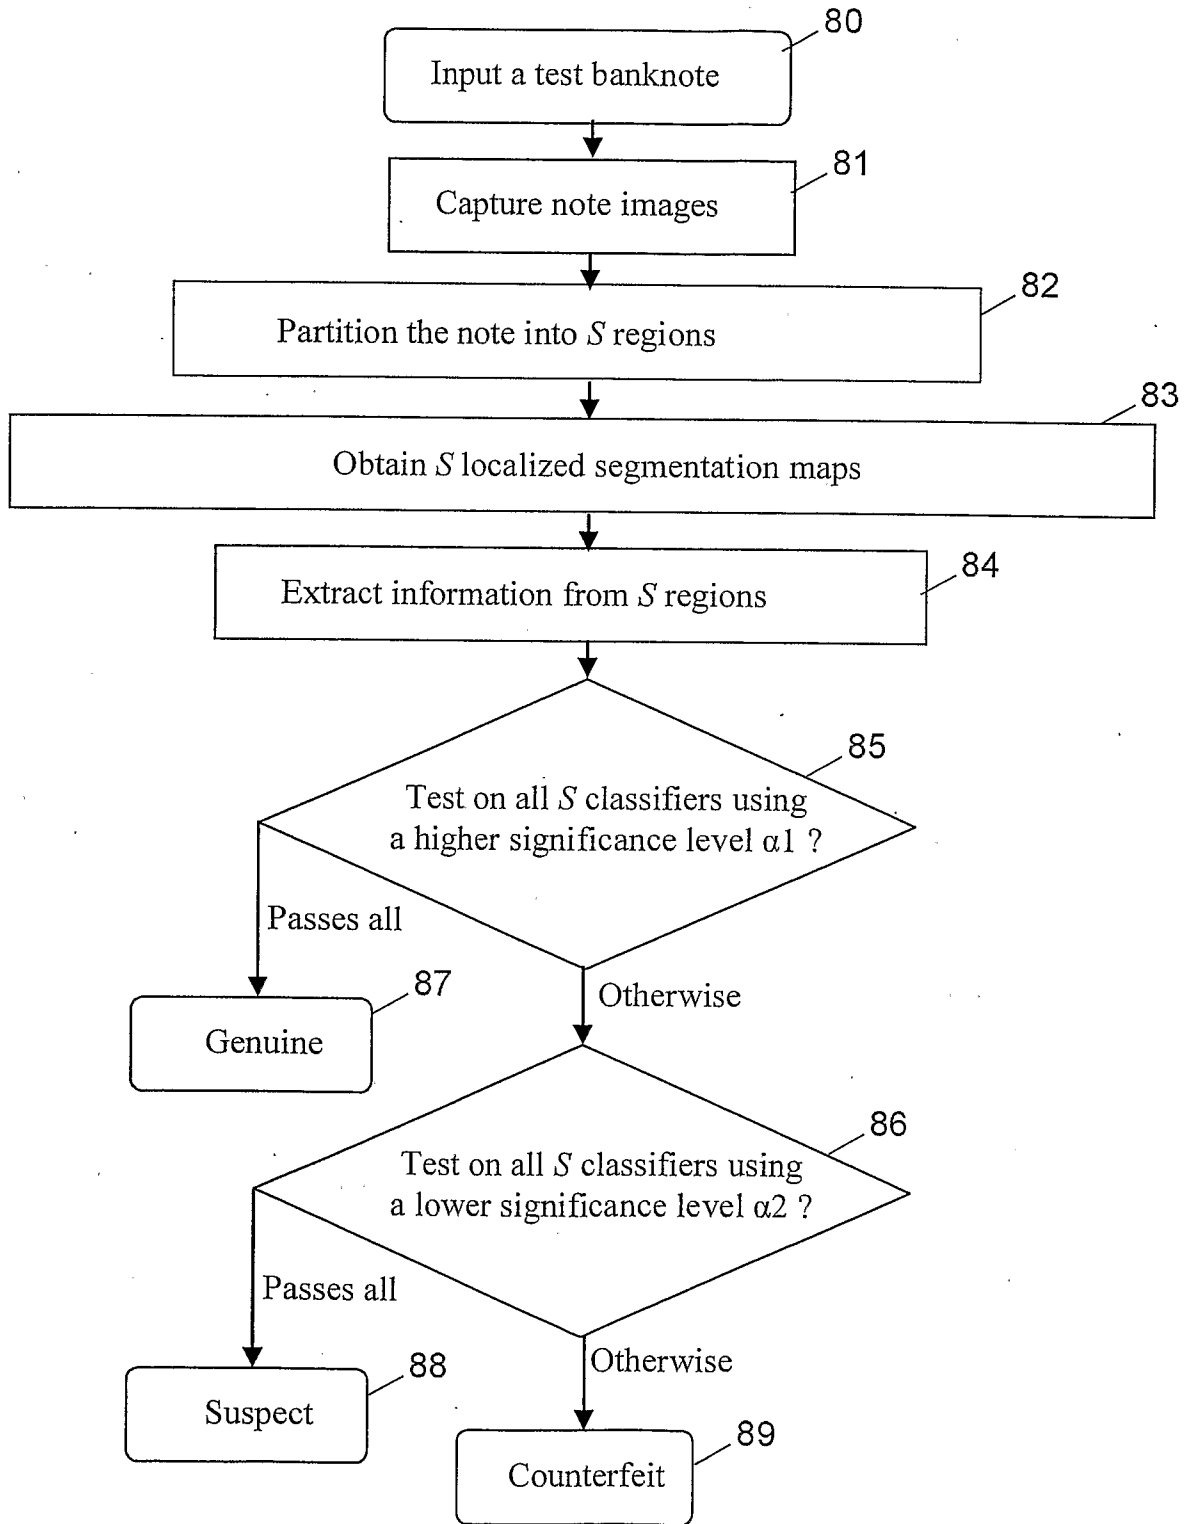 80
Input a test banknote
81
Capture note images
82
Partition the note into S regions
83
Obtain S localized segmentation maps
84
Extract information from S regions
85
Test on all S classifiers using
a higher significance level α1 ?
Passes all
87
Otherwise
Genuine
86
Test on all S classifiers using
a lower significance level α2 ?
Passes all
88
Otherwise
Suspect
89
Counterfeit